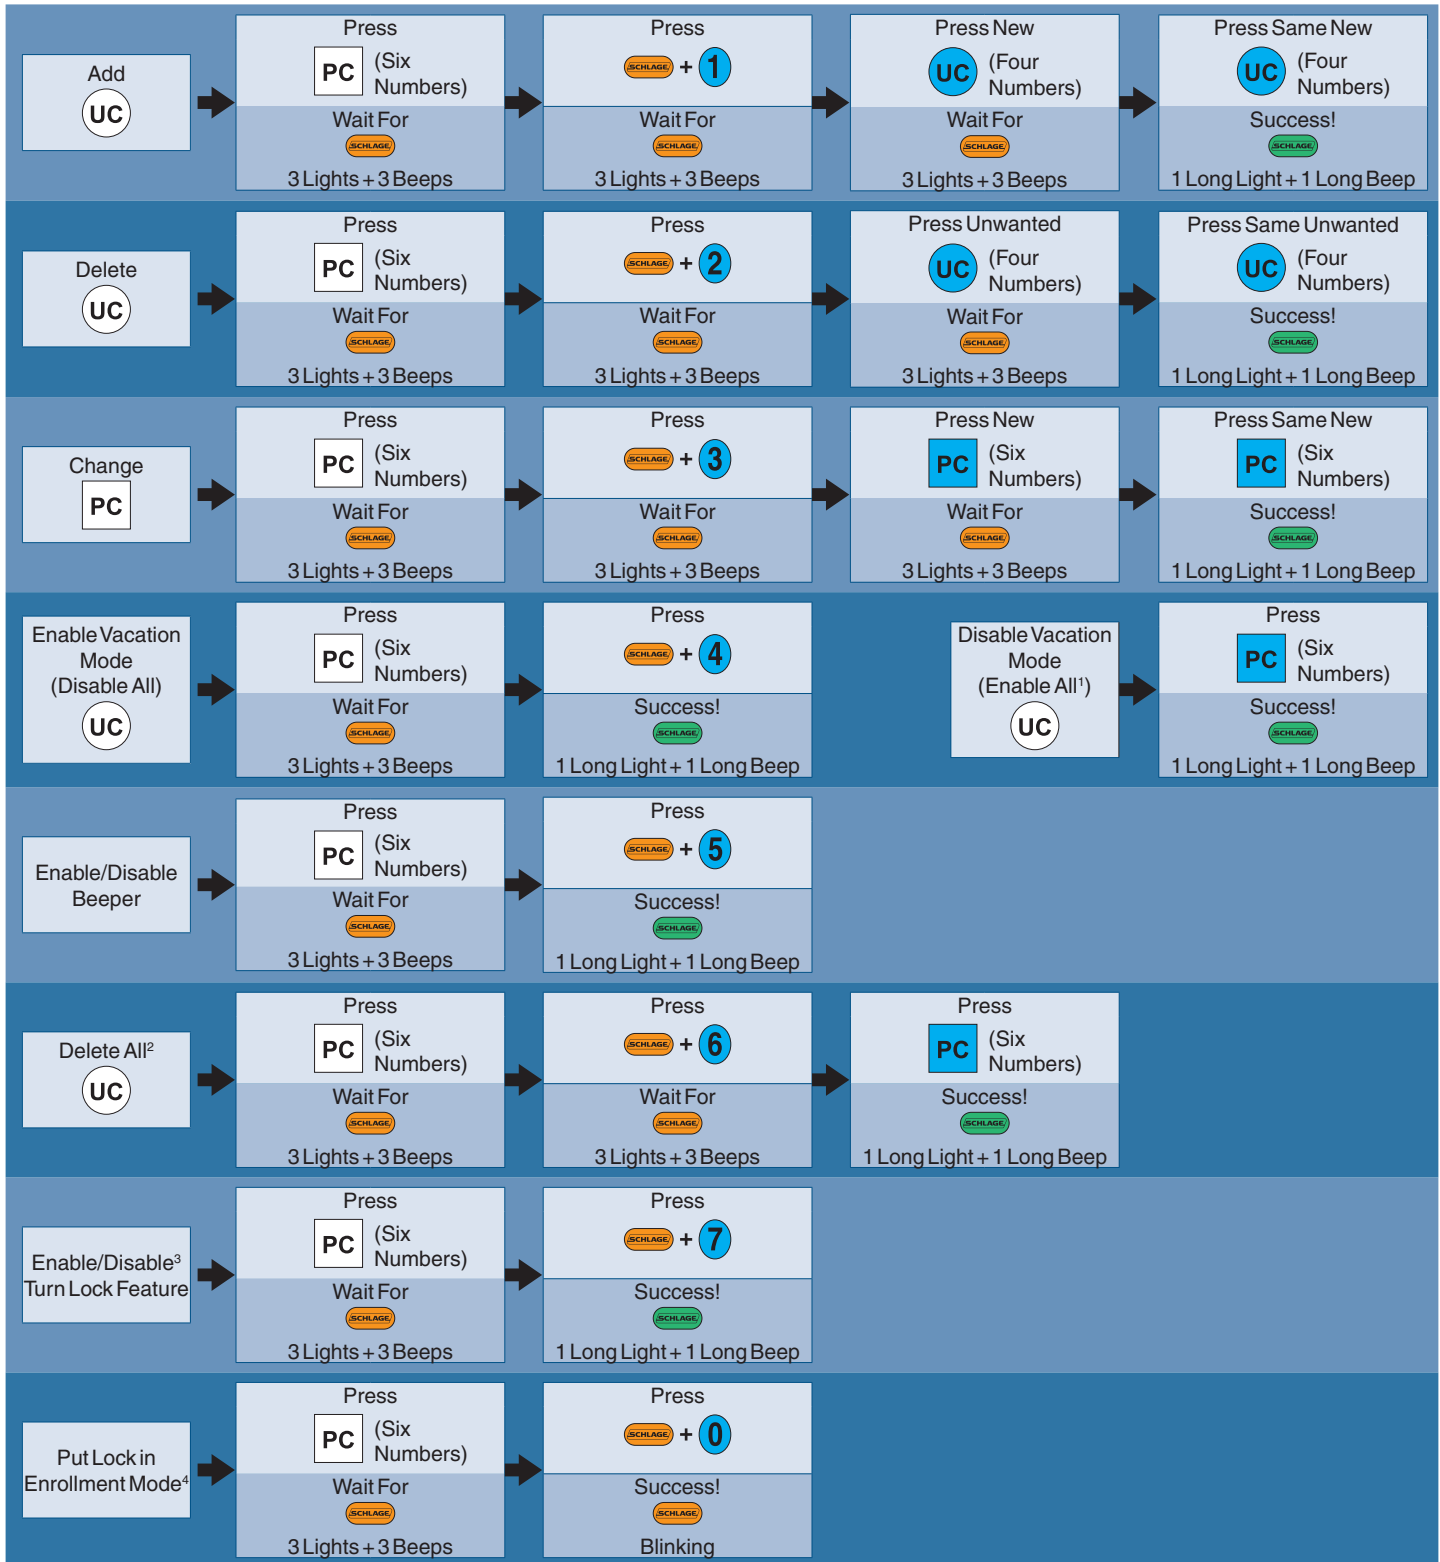 Add
UC
Press
PC (Six
Numbers)
Wait For
SCHLAGE
3 Lights + 3 Beeps
Press
SCHLAGE + 1
Wait For
SCHLAGE
3 Lights + 3 Beeps
Press New
UC (Four
Numbers)
Wait For
SCHLAGE
3 Lights + 3 Beeps
Press Same New
UC (Four
Numbers)
Success!
SCHLAGE
1 Long Light + 1 Long Beep
Delete
UC
Press
PC (Six
Numbers)
Wait For
SCHLAGE
3 Lights + 3 Beeps
Press
SCHLAGE + 2
Wait For
SCHLAGE
3 Lights + 3 Beeps
Press Unwanted
UC (Four
Numbers)
Wait For
SCHLAGE
3 Lights + 3 Beeps
Press Same Unwanted
UC (Four
Numbers)
Success!
SCHLAGE
1 Long Light + 1 Long Beep
Change
PC
Press
PC (Six
Numbers)
Wait For
SCHLAGE
3 Lights + 3 Beeps
Press
SCHLAGE + 3
Wait For
SCHLAGE
3 Lights + 3 Beeps
Press New
PC (Six
Numbers)
Wait For
SCHLAGE
3 Lights + 3 Beeps
Press Same New
PC (Six
Numbers)
Success!
SCHLAGE
1 Long Light + 1 Long Beep
Enable Vacation
Mode
(Disable All)
UC
Press
PC (Six
Numbers)
Wait For
SCHLAGE
3 Lights + 3 Beeps
Press
SCHLAGE + 4
Success!
SCHLAGE
1 Long Light + 1 Long Beep
Disable Vacation
Mode
(Enable All¹)
UC
Press
PC (Six
Numbers)
Success!
SCHLAGE
1 Long Light + 1 Long Beep
Enable/Disable
Beeper
Press
PC (Six
Numbers)
Wait For
SCHLAGE
3 Lights + 3 Beeps
Press
SCHLAGE + 5
Success!
SCHLAGE
1 Long Light + 1 Long Beep
Delete All²
UC
Press
PC (Six
Numbers)
Wait For
SCHLAGE
3 Lights + 3 Beeps
Press
SCHLAGE + 6
Wait For
SCHLAGE
3 Lights + 3 Beeps
Press
PC (Six
Numbers)
Success!
SCHLAGE
1 Long Light + 1 Long Beep
Enable/Disable³
Turn Lock Feature
Press
PC (Six
Numbers)
Wait For
SCHLAGE
3 Lights + 3 Beeps
Press
SCHLAGE + 7
Success!
SCHLAGE
1 Long Light + 1 Long Beep
Put Lock in
Enrollment Mode⁴
Press
PC (Six
Numbers)
Wait For
SCHLAGE
3 Lights + 3 Beeps
Press
SCHLAGE + 0
Success!
SCHLAGE
Blinking